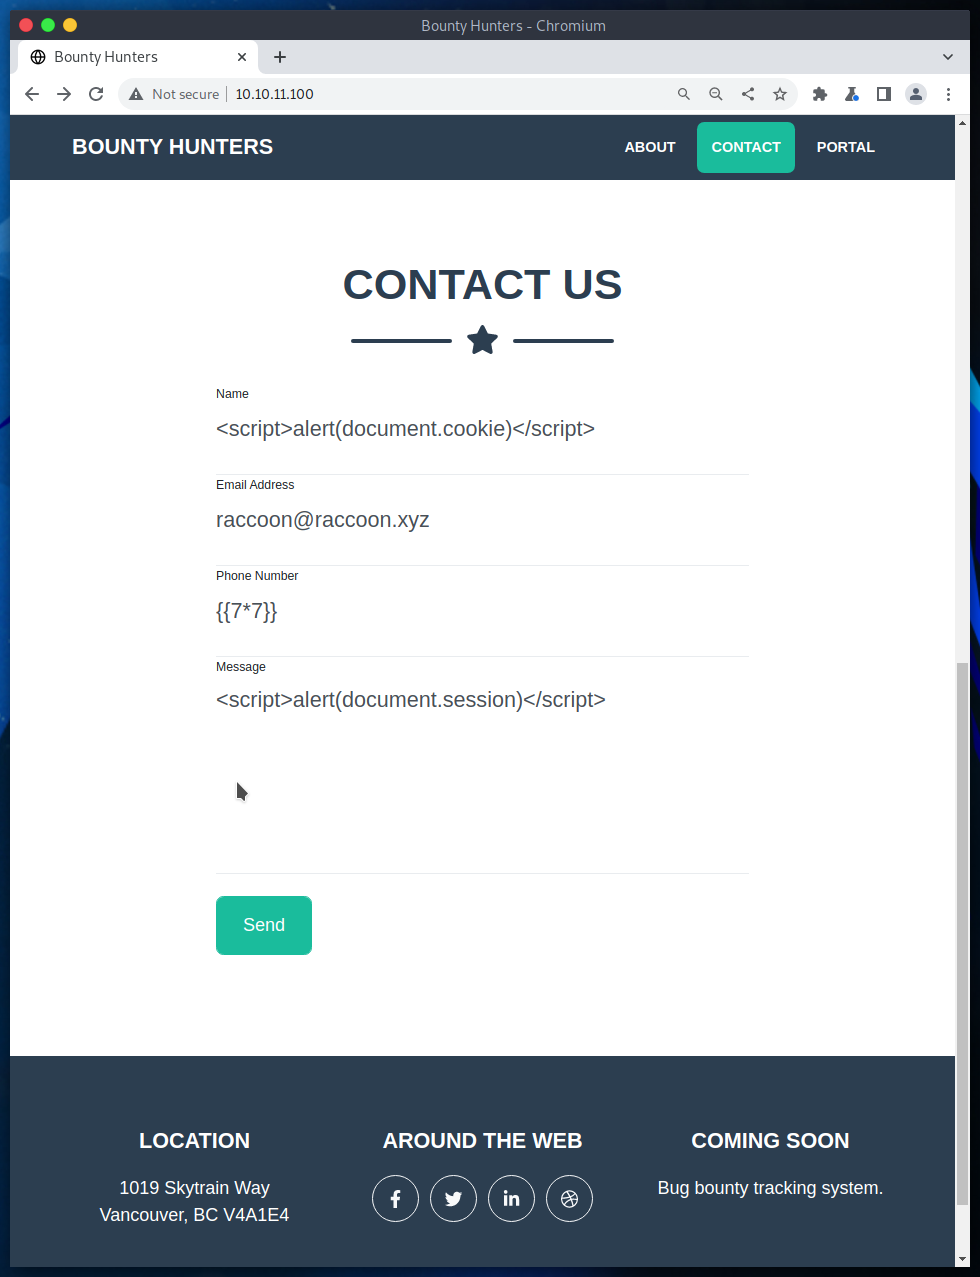 Bounty Hunters - Chromium
Bounty Hunters
Not secure 10.10.11.100
BOUNTY HUNTERS ABOUT CONTACT PORTAL
CONTACT US
Name
<script>alert(document.cookie)</script>
Email Address
raccoon@raccoon.xyz
Phone Number
{{7*7}}
Message
<script>alert(document.session)</script>
Send
LOCATION
1019 Skytrain Way
Vancouver, BC V4A1E4
AROUND THE WEB
COMING SOON
Bug bounty tracking system.